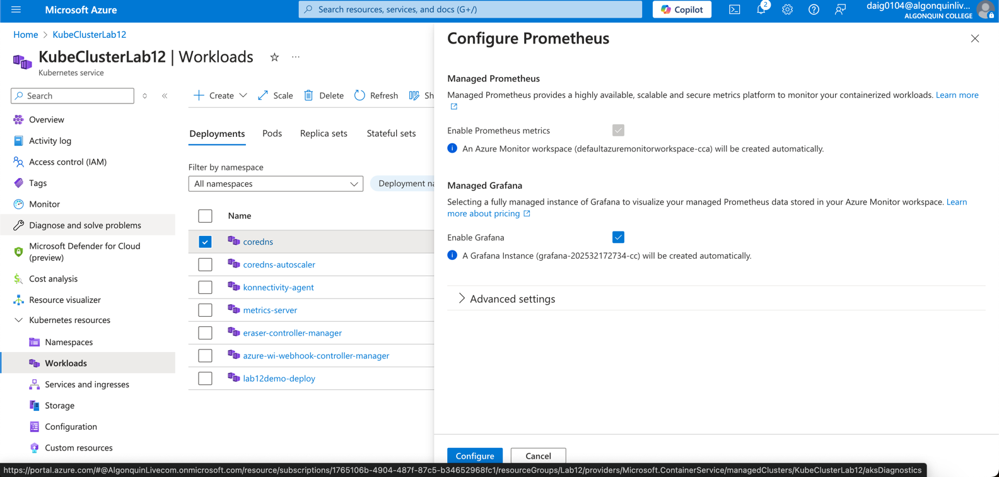 Microsoft Azure
Search resources, services, and docs (G+/)
Copilot
2
daig0104@algonquinliv...
ALGONQUIN COLLEGE
Home > KubeClusterLab12
KubeClusterLab12 | Workloads
Kubernetes service
Search
Overview
Activity log
Access control (IAM)
Tags
Monitor
Diagnose and solve problems
Microsoft Defender for Cloud
(preview)
Cost analysis
Resource visualizer
Kubernetes resources
Namespaces
Workloads
Services and ingresses
Storage
Configuration
Custom resources
Create
Scale
Delete
Refresh
Sh
Deployments
Pods
Replica sets
Stateful sets
Filter by namespace
All namespaces
Deployment na
Name
coredns
coredns-autoscaler
konnectivity-agent
metrics-server
eraser-controller-manager
azure-wi-webhook-controller-manager
lab12demo-deploy
Configure Prometheus
Managed Prometheus
Managed Prometheus provides a highly available, scalable and secure metrics platform to monitor your containerized workloads. Learn more
Enable Prometheus metrics
An Azure Monitor workspace (defaultazuremonitorworkspace-cca) will be created automatically.
Managed Grafana
Selecting a fully managed instance of Grafana to visualize your managed Prometheus data stored in your Azure Monitor workspace. Learn
more about pricing
Enable Grafana
A Grafana Instance (grafana-202532172734-cc) will be created automatically.
Advanced settings
Configure
Cancel
https://portal.azure.com/#@AlgonquinLivecom.onmicrosoft.com/resource/subscriptions/1765106b-4904-487f-87c5-b34652968fc1/resourceGroups/Lab12/providers/Microsoft.ContainerService/managedClusters/KubeClusterLab12/aksDiagnostics